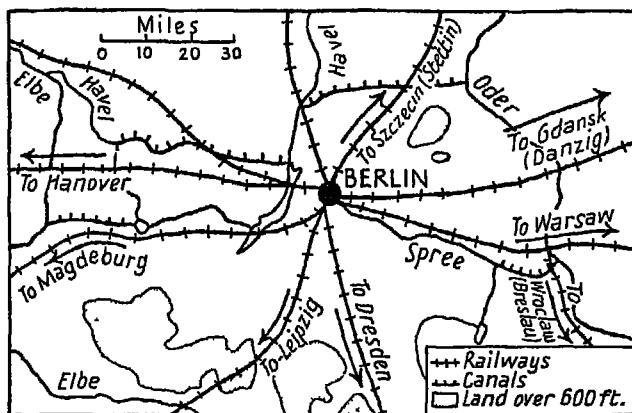 Miles
0 10 20 30
Elbe
Havel
Havel
To Szczecin (Stettin)
Oder
To Gdansk
(Danzig)
To Hanover
BERLIN
To Warsaw
To Magdeburg
Spree
To Wroclaw
(Breslau)
To Leipzig
To Dresden
Elbe
Railways
Canals
Land over 600 ft.